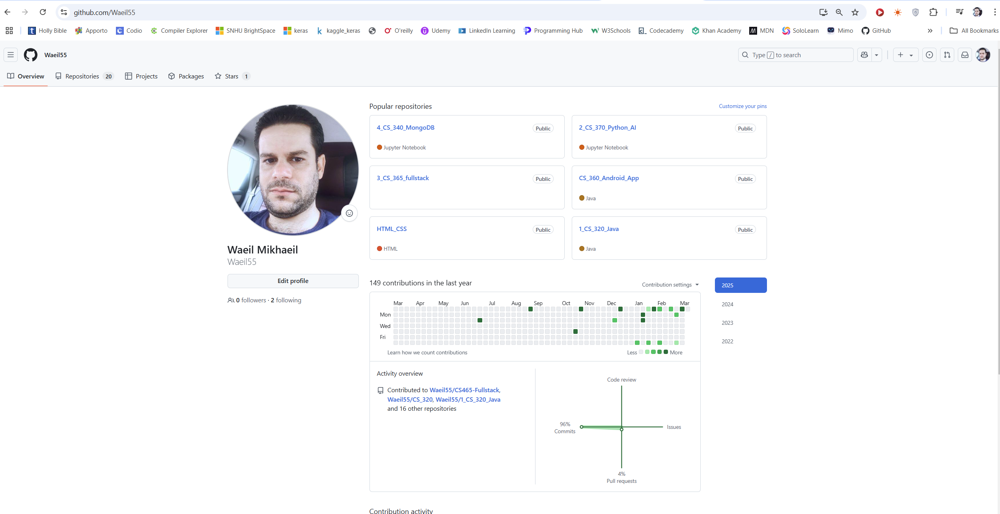 github.com/Waeil55
Holly Bible Apporto Codio Compiler Explorer SNHU BrightSpace keras kaggle_keras O'reilly Udemy LinkedIn Learning Programming Hub W3Schools Codecademy Khan Academy MDN SoloLearn Mimo GitHub » All Bookmarks
Waeil55 Type / to search
Overview Repositories 20 Projects Packages Stars 1
Popular repositories Customize your pins
4_CS_340_MongoDB Public
Jupyter Notebook
2_CS_370_Python_AI Public
Jupyter Notebook
3_CS_365_fullstack Public
CS_360_Android_App Public
Java
HTML_CSS Public
HTML
1_CS_320_Java Public
Java
Waeil Mikhaeil
Waeil55
Edit profile
0 followers · 2 following
149 contributions in the last year Contribution settings
2025
2024
2023
2022
Mar Apr May Jun Jul Aug Sep Oct Nov Dec Jan Feb Mar
Mon
Wed
Fri
Learn how we count contributions Less More
Activity overview
Contributed to Waeil55/CS465-Fullstack,
Waeil55/CS_320, Waeil55/1_CS_320_Java
and 16 other repositories
Code review
96%
Commits
Issues
4%
Pull requests
Contribution activity